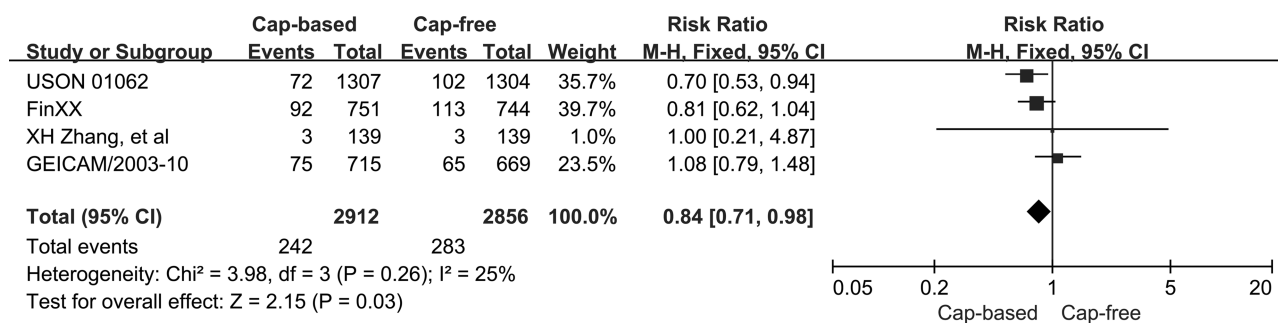 Cap-based Cap-free Risk Ratio Risk Ratio
Study or Subgroup Events Total Events Total Weight M-H, Fixed, 95% CI M-H, Fixed, 95% CI
USON 01062 72 1307 102 1304 35.7% 0.70 [0.53, 0.94]
FinXX 92 751 113 744 39.7% 0.81 [0.62, 1.04]
XH Zhang, et al 3 139 3 139 1.0% 1.00 [0.21, 4.87]
GEICAM/2003-10 75 715 65 669 23.5% 1.08 [0.79, 1.48]
Total (95% CI) 2912 2856 100.0% 0.84 [0.71, 0.98]
Total events 242 283
Heterogeneity: Chi² = 3.98, df = 3 (P = 0.26); I² = 25%
Test for overall effect: Z = 2.15 (P = 0.03)
0.05 0.2 1 5 20
Cap-based Cap-free